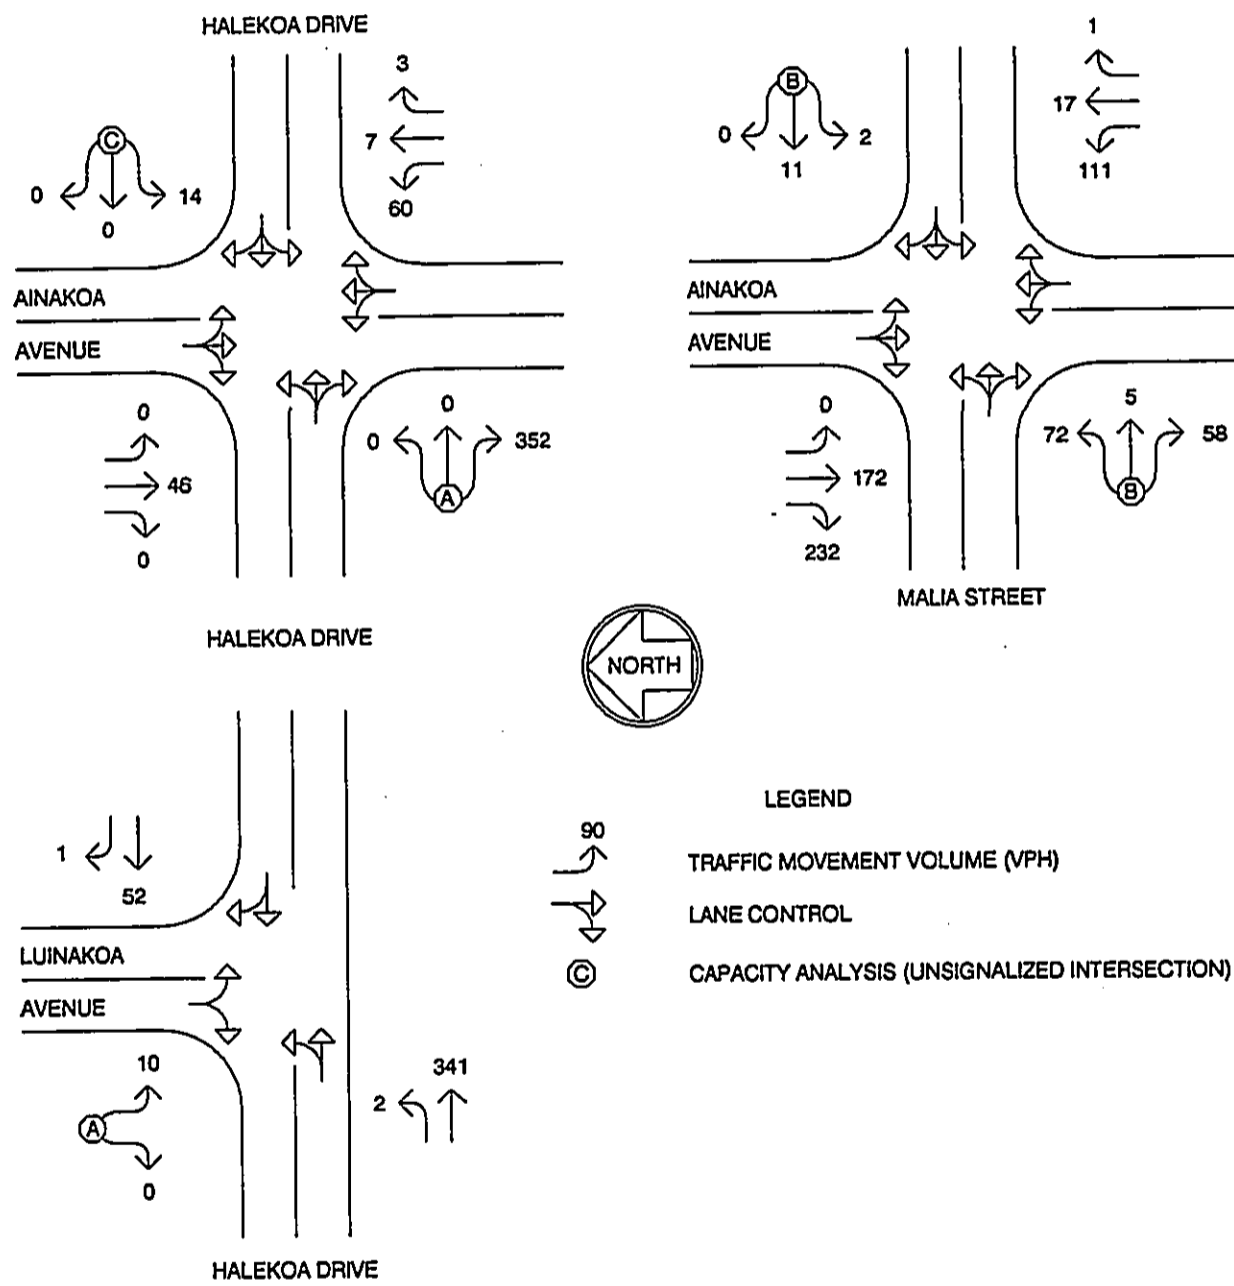 HALEKOA DRIVE
3
7
60
C
0
14
0
AINAKOA
AVENUE
0
46
0
0
0
352
A
HALEKOA DRIVE
B
0
2
11
1
17
111
AINAKOA
AVENUE
0
172
232
5
72
58
B
MALIA STREET
NORTH
1
52
LUINAKOA
AVENUE
10
A
0
2
341
HALEKOA DRIVE
LEGEND
90
TRAFFIC MOVEMENT VOLUME (VPH)
LANE CONTROL
C
CAPACITY ANALYSIS (UNSIGNALIZED INTERSECTION)